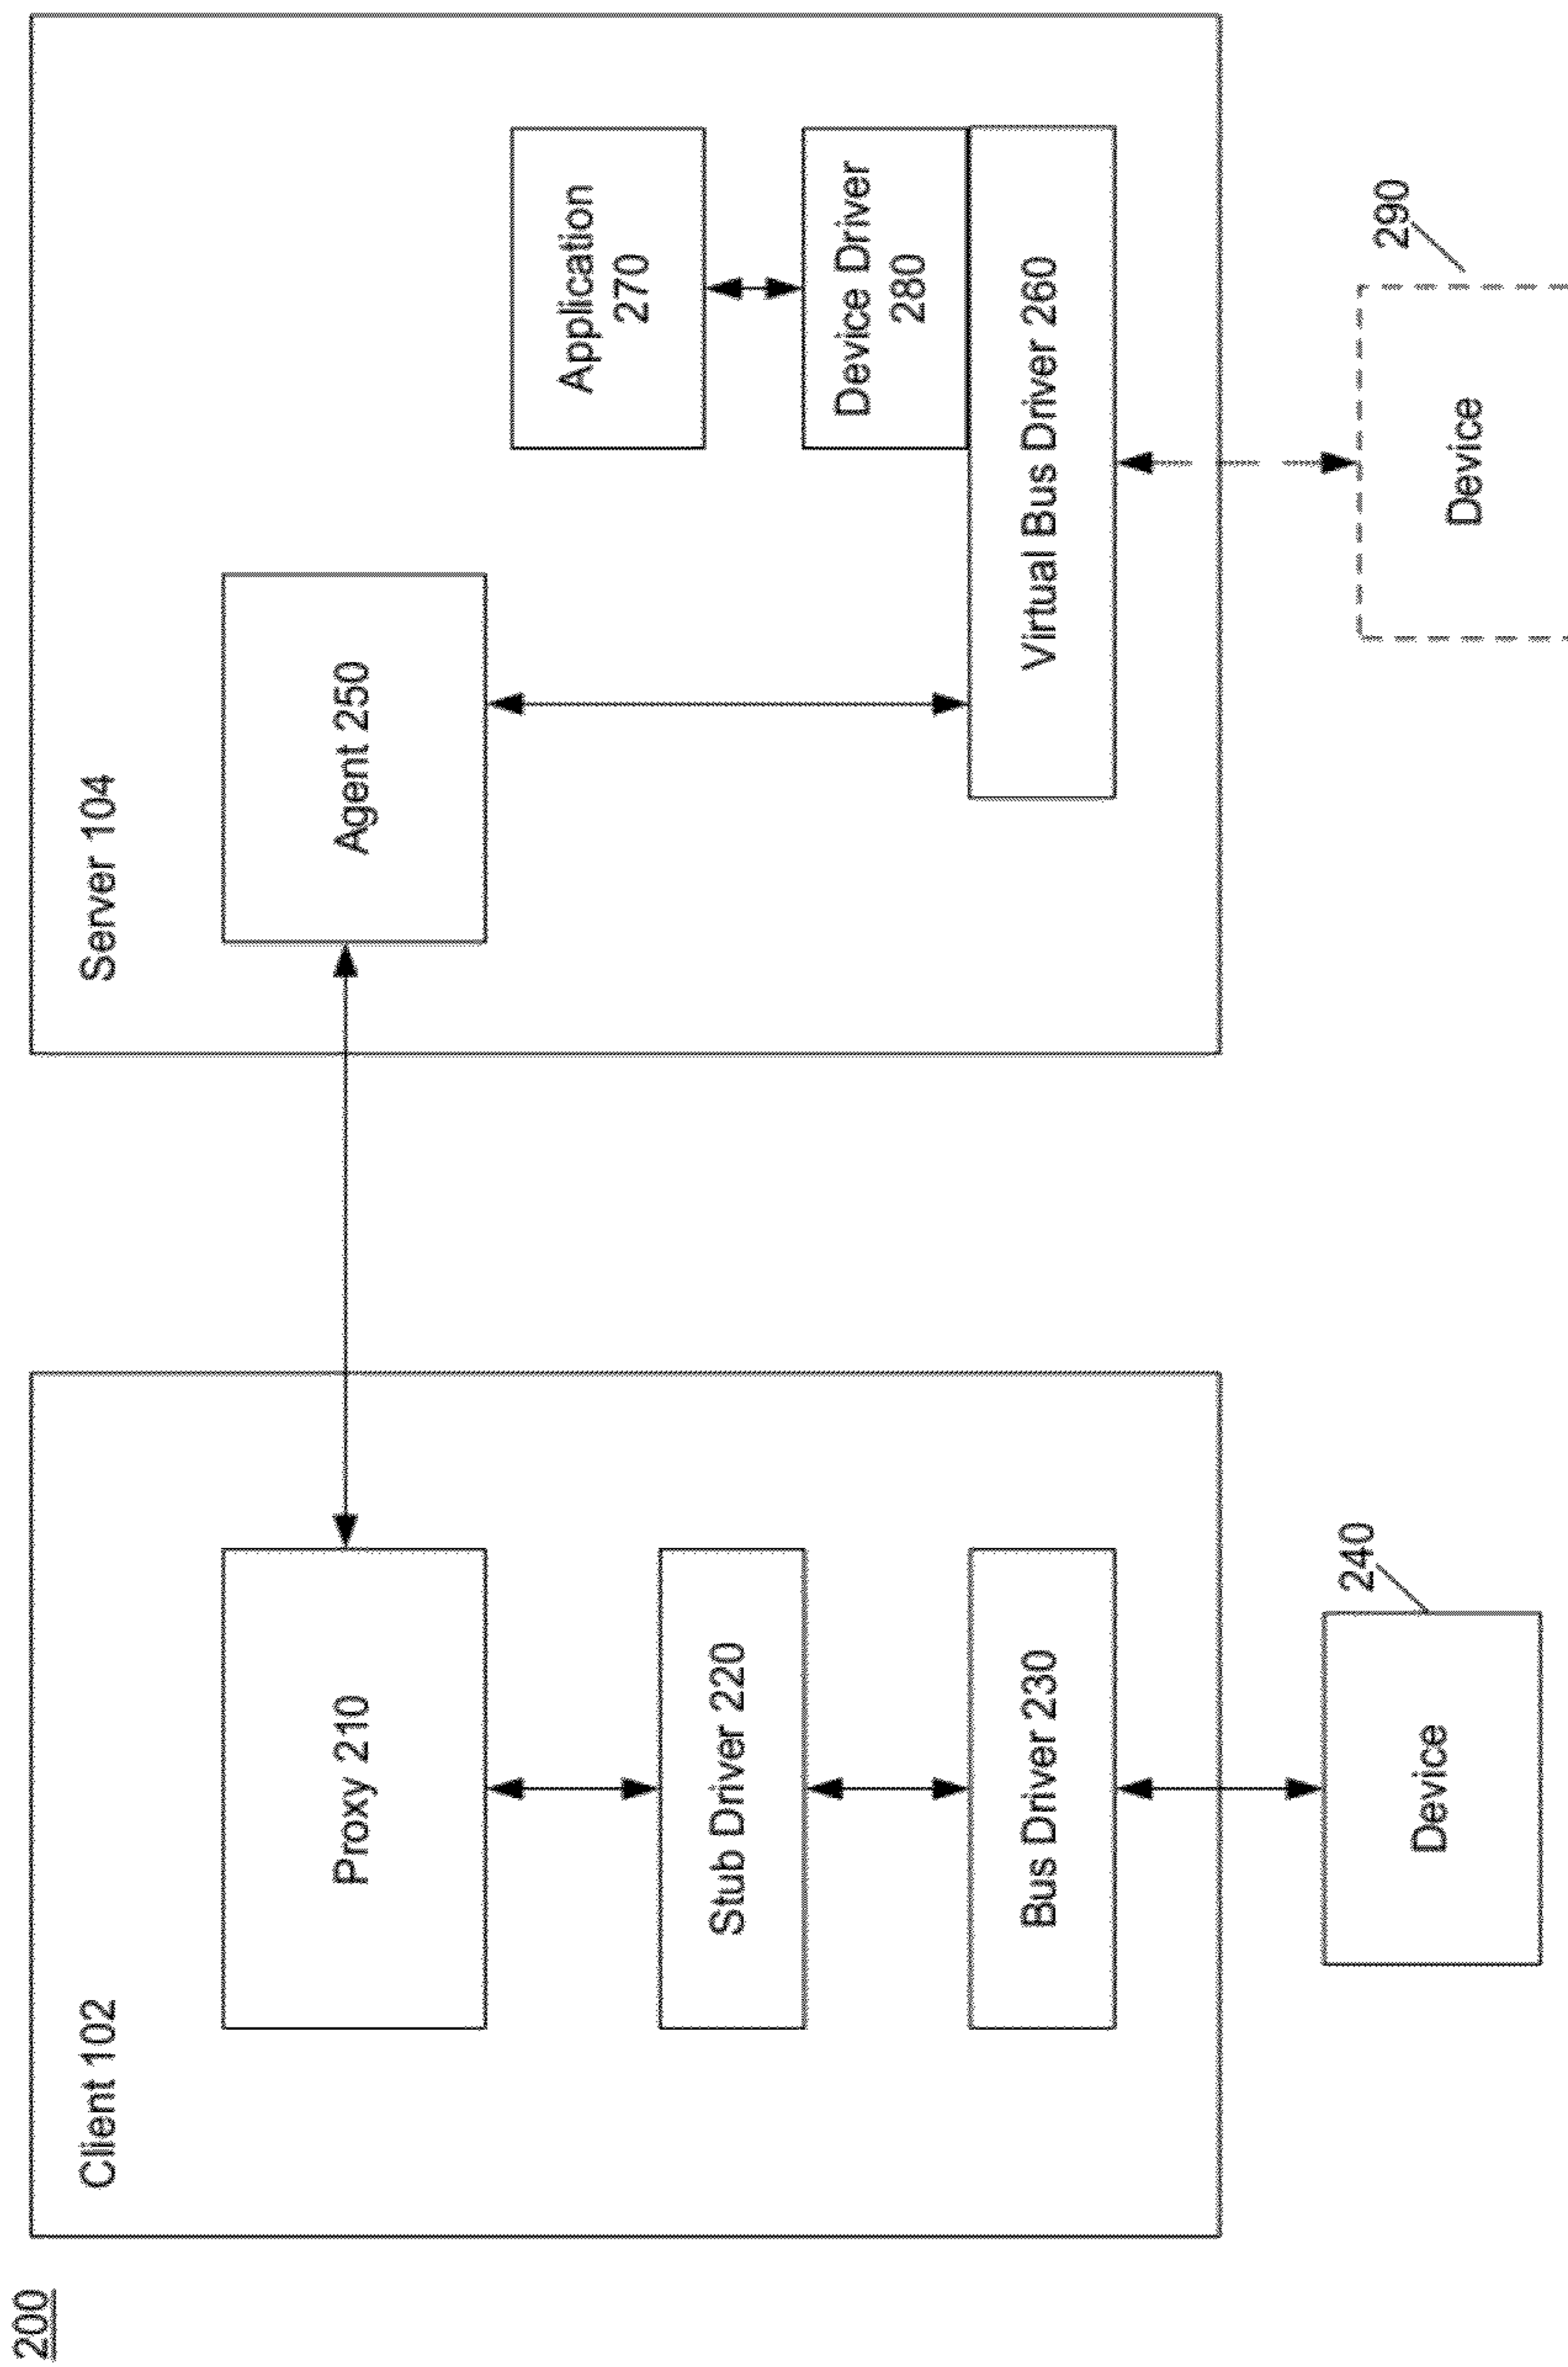 200
Client 102
Proxy 210
Stub Driver 220
Bus Driver 230
240
Device
Server 104
Agent 250
Application
270
Device Driver
280
Virtual Bus Driver 260
290
Device